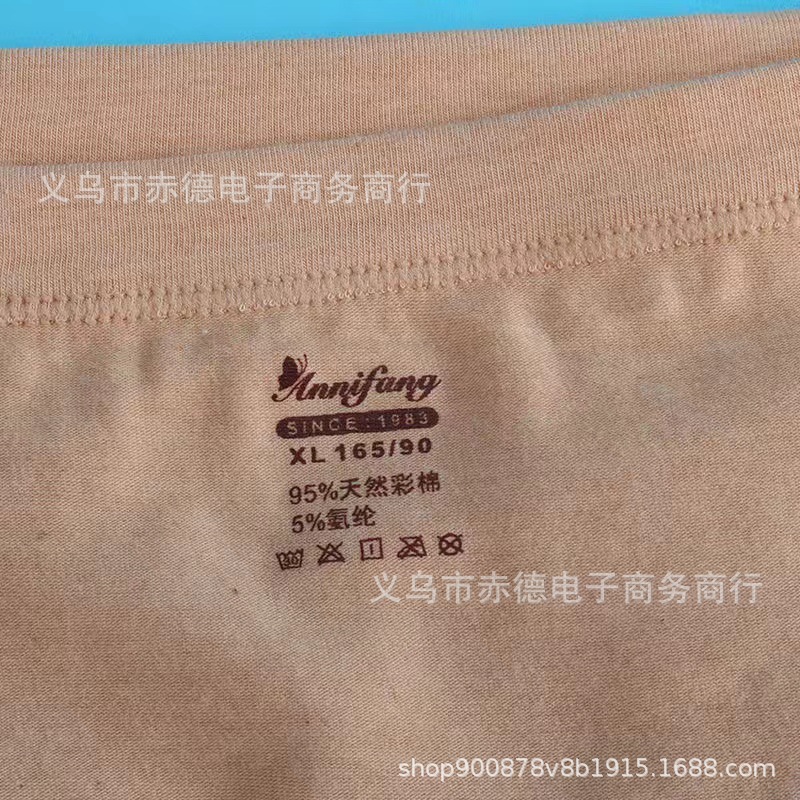 义乌市赤德电子商务商行
Annifang
SINCE:1983
XL 165/90
95%天然彩棉
5%氨纶
义乌市赤德电子商务商行
shop900878v8b1915.1688.com